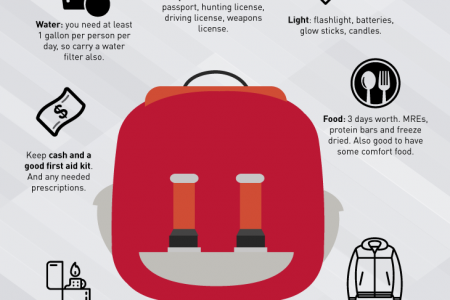 passport, hunting license,
driving license, weapons
license.
Water: you need at least
1 gallon per person per
day, so carry a water
filter also.
Light: flashlight, batteries,
glow sticks, candles.
$
Food: 3 days worth. MREs,
protein bars and freeze
dried. Also good to have
some comfort food.
Keep cash and a
good first aid kit.
And any needed
prescriptions.